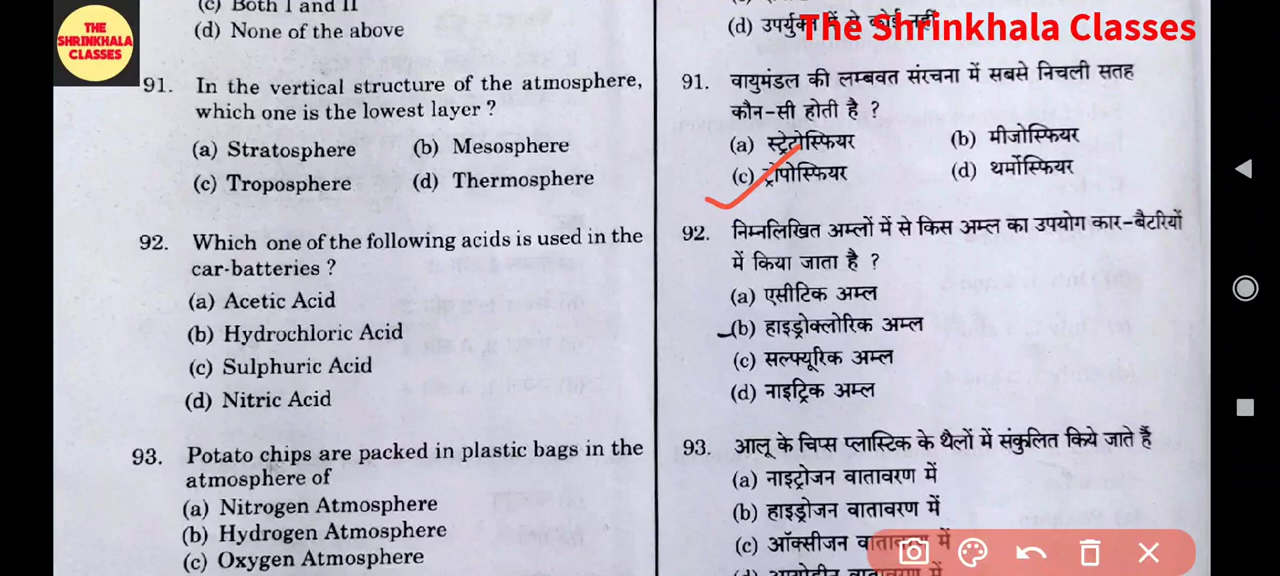 THE
SHRINKHALA
CLASSES
The Shrinkhala Classes
(c) Both I and II
(d) None of the above
91. In the vertical structure of the atmosphere,
which one is the lowest layer ?
(a) Stratosphere (b) Mesosphere
(c) Troposphere (d) Thermosphere
92. Which one of the following acids is used in the
car-batteries ?
(a) Acetic Acid
(b) Hydrochloric Acid
(c) Sulphuric Acid
(d) Nitric Acid
93. Potato chips are packed in plastic bags in the
atmosphere of
(a) Nitrogen Atmosphere
(b) Hydrogen Atmosphere
(c) Oxygen Atmosphere
(d) उपर्युक्त में से कोई नहीं
91. वायुमंडल की लम्बवत संरचना में सबसे निचली सतह
कौन-सी होती है ?
(a) स्ट्रेटोस्फियर (b) मीजोस्फियर
(c) ट्रोपोस्फियर (d) थर्मोस्फियर
92. निम्नलिखित अम्लों में से किस अम्ल का उपयोग कार-बैटरियों
में किया जाता है ?
(a) एसीटिक अम्ल
(b) हाइड्रोक्लोरिक अम्ल
(c) सल्फ्यूरिक अम्ल
(d) नाइट्रिक अम्ल
93. आलू के चिप्स प्लास्टिक के थैलों में संकुलित किये जाते हैं
(a) नाइट्रोजन वातावरण में
(b) हाइड्रोजन वातावरण में
(c) ऑक्सीजन वातावरण में